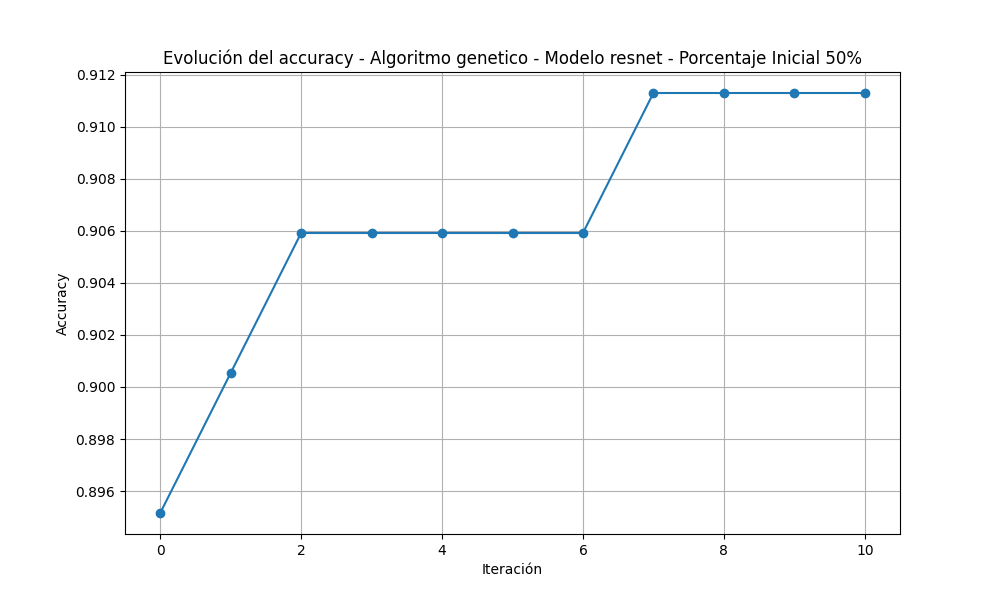 Evolución del accuracy - Algoritmo genetico - Modelo resnet - Porcentaje Inicial 50%
0.912
0.910
0.908
0.906
0.904
0.902
0.900
0.898
0.896
Accuracy
0 2 4 6 8 10
Iteración